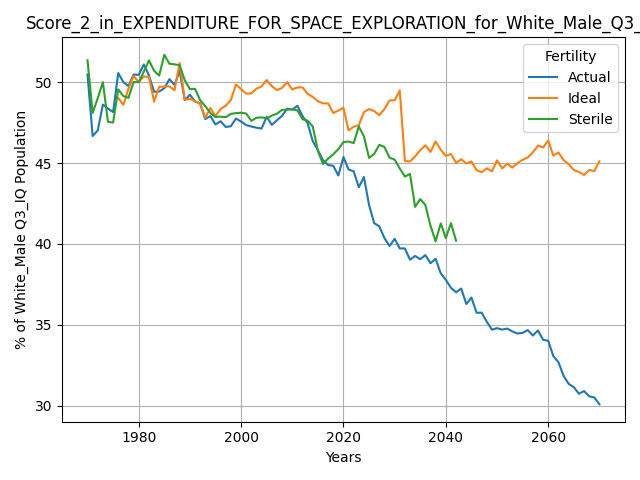 Score_2_in_EXPENDITURE_FOR_SPACE_EXPLORATION_for_White_Male_Q3_
Fertility
Actual
Ideal
Sterile
% of White_Male Q3_IQ Population
50
45
40
35
30
1980 2000 2020 2040 2060
Years